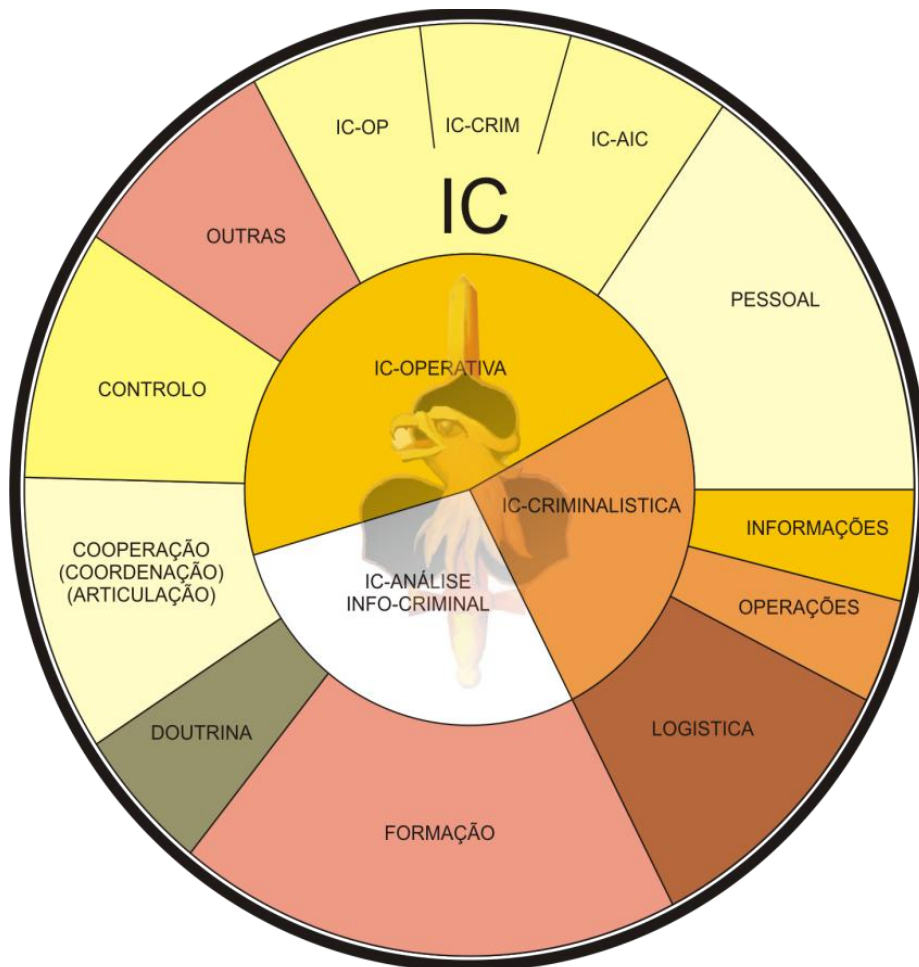 IC-OP
IC-CRIM
IC-AIC
IC
OUTRAS
PESSOAL
IC-OPERATIVA
CONTROLO
IC-CRIMINALISTICA
INFORMAÇÕES
COOPERAÇÃO
(COORDENAÇÃO)
(ARTICULAÇÃO)
IC-ANÁLISE
INFO-CRIMINAL
OPERAÇÕES
DOUTRINA
LOGISTICA
FORMAÇÃO